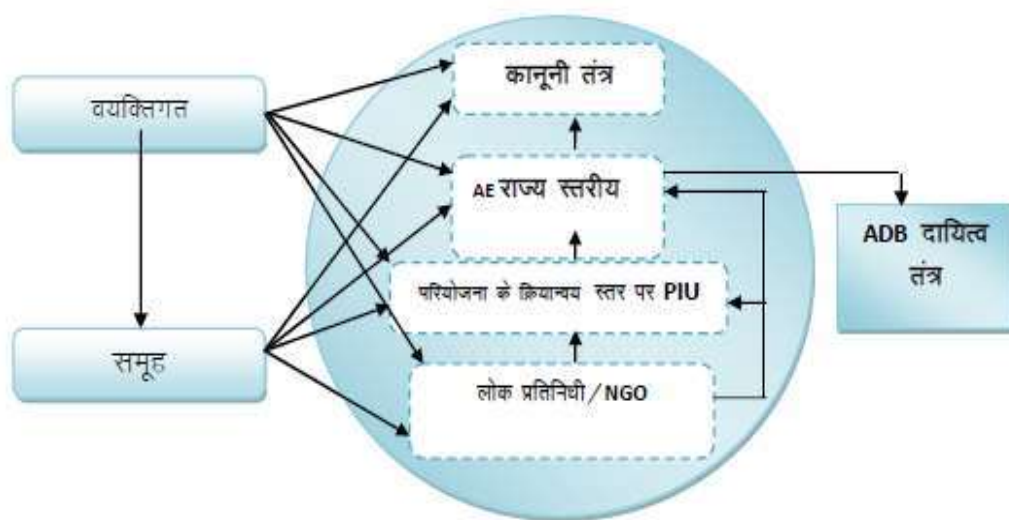 कानूनी तंत्र
वयक्तिगत
AE राज्य स्तरीय
ADB दायित्व
तंत्र
परियोजना के क्रियान्वय स्तर पर PIU
समूह
लोक प्रतिनिधी/NGO